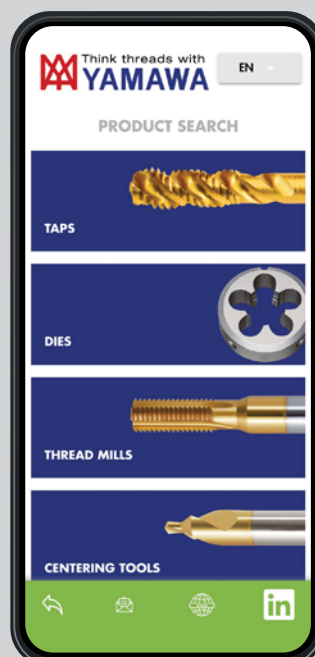 Think threads with
YAMAWA
EN
PRODUCT SEARCH
TAPS
DIES
THREAD MILLS
CENTERING TOOLS
in